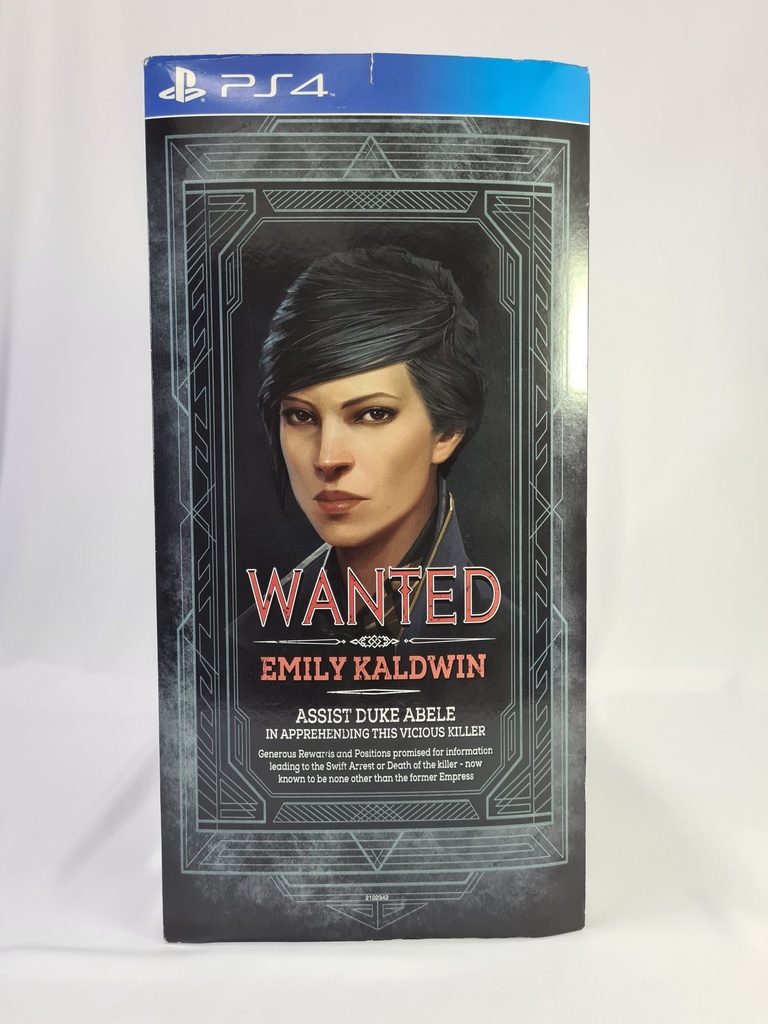 PS4
WANTED
EMILY KALDWIN
ASSIST DUKE ABELE
IN APPREHENDING THIS VICIOUS KILLER
Generous Rewards and Positions promised for information
leading to the Swift Arrest or Death of the killer - now
known to be none other than the former Empress
2102342